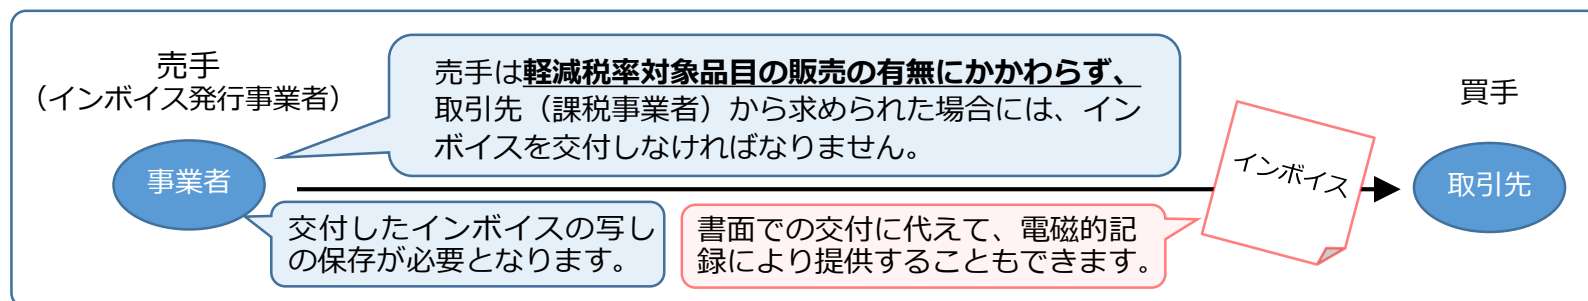 売手
（インボイス発行事業者）
事業者
売手は軽減税率対象品目の販売の有無にかかわらず、
取引先（課税事業者）から求められた場合には、イン
ボイスを交付しなければなりません。
交付したインボイスの写し
の保存が必要となります。
書面での交付に代えて、電磁的記
録により提供することもできます。
インボイス
買手
取引先